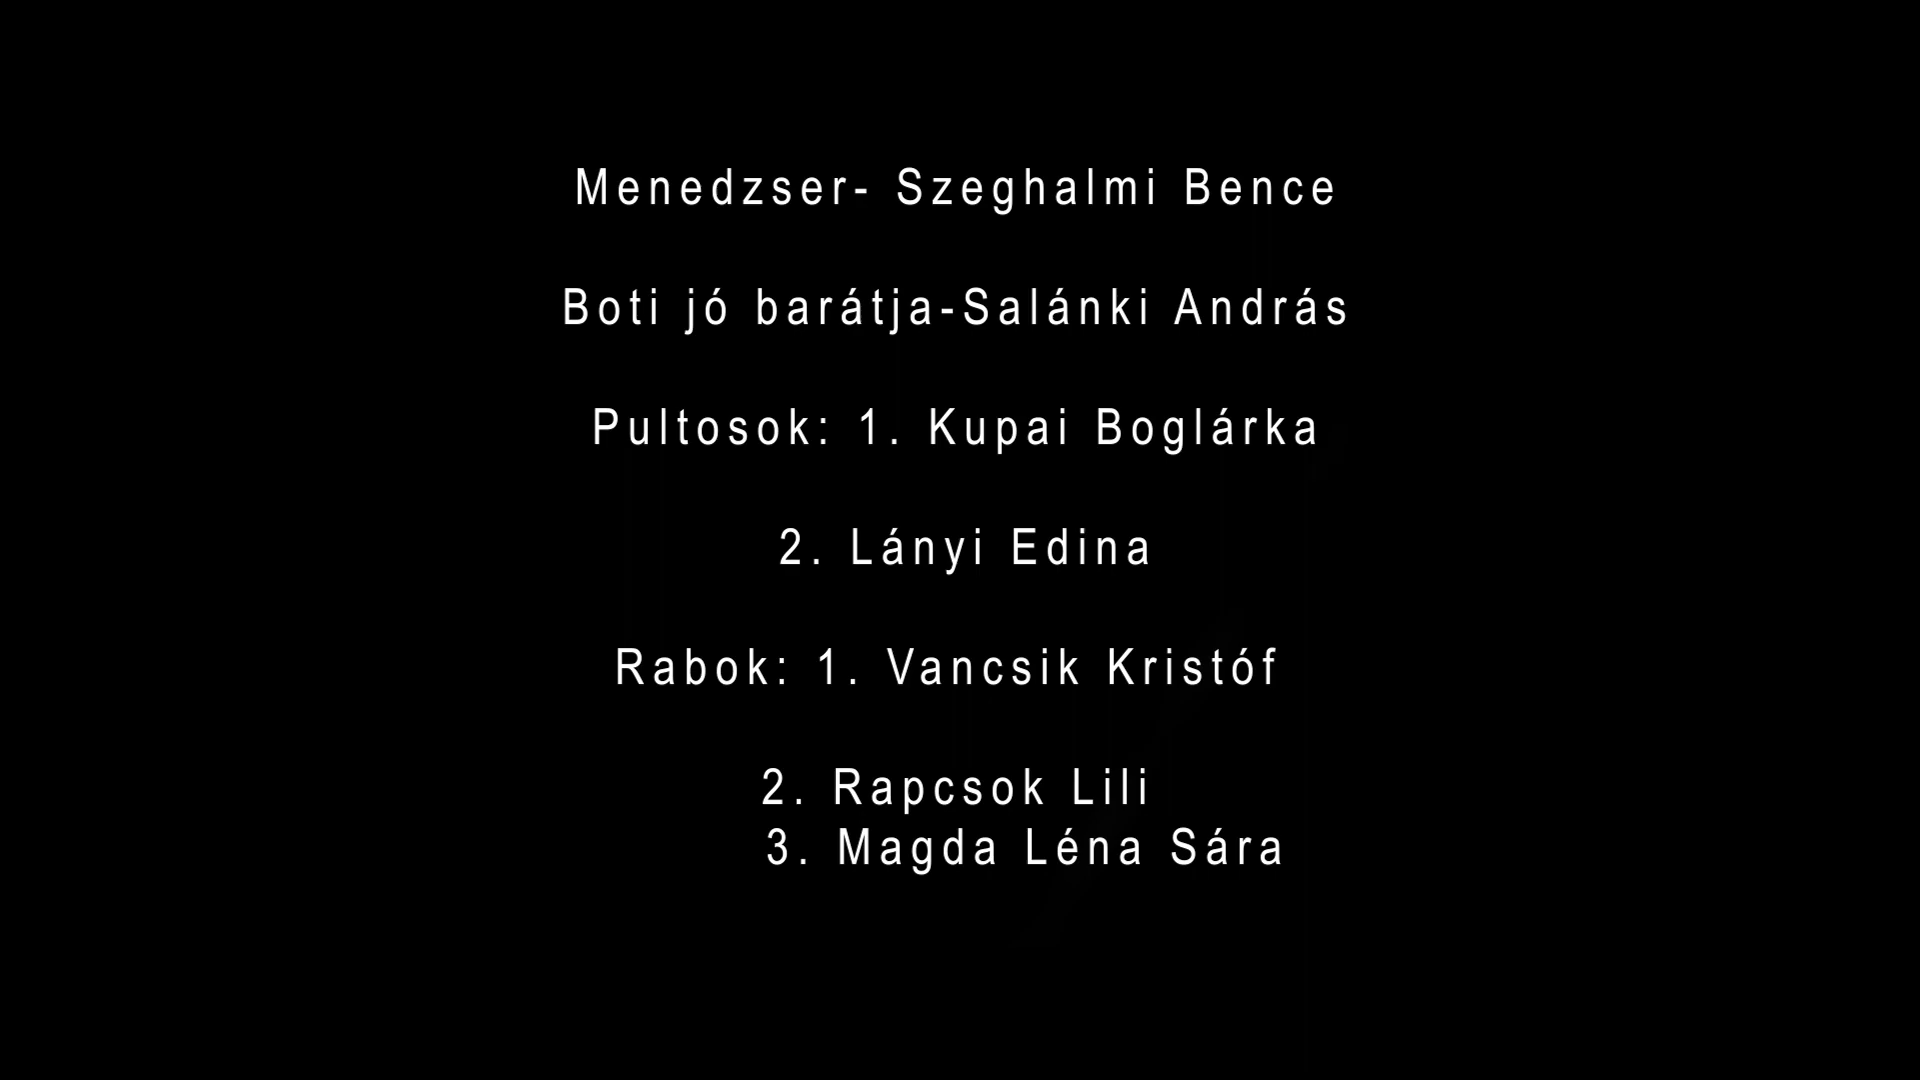 Menedzser- Szeghalmi Bence
Boti jó barátja-Salánki András
Pultosok: 1. Kupai Boglárka
2. Lányi Edina
Rabok: 1. Vancsik Kristóf
2. Rapcsok Lili
3. Magda Léna Sára